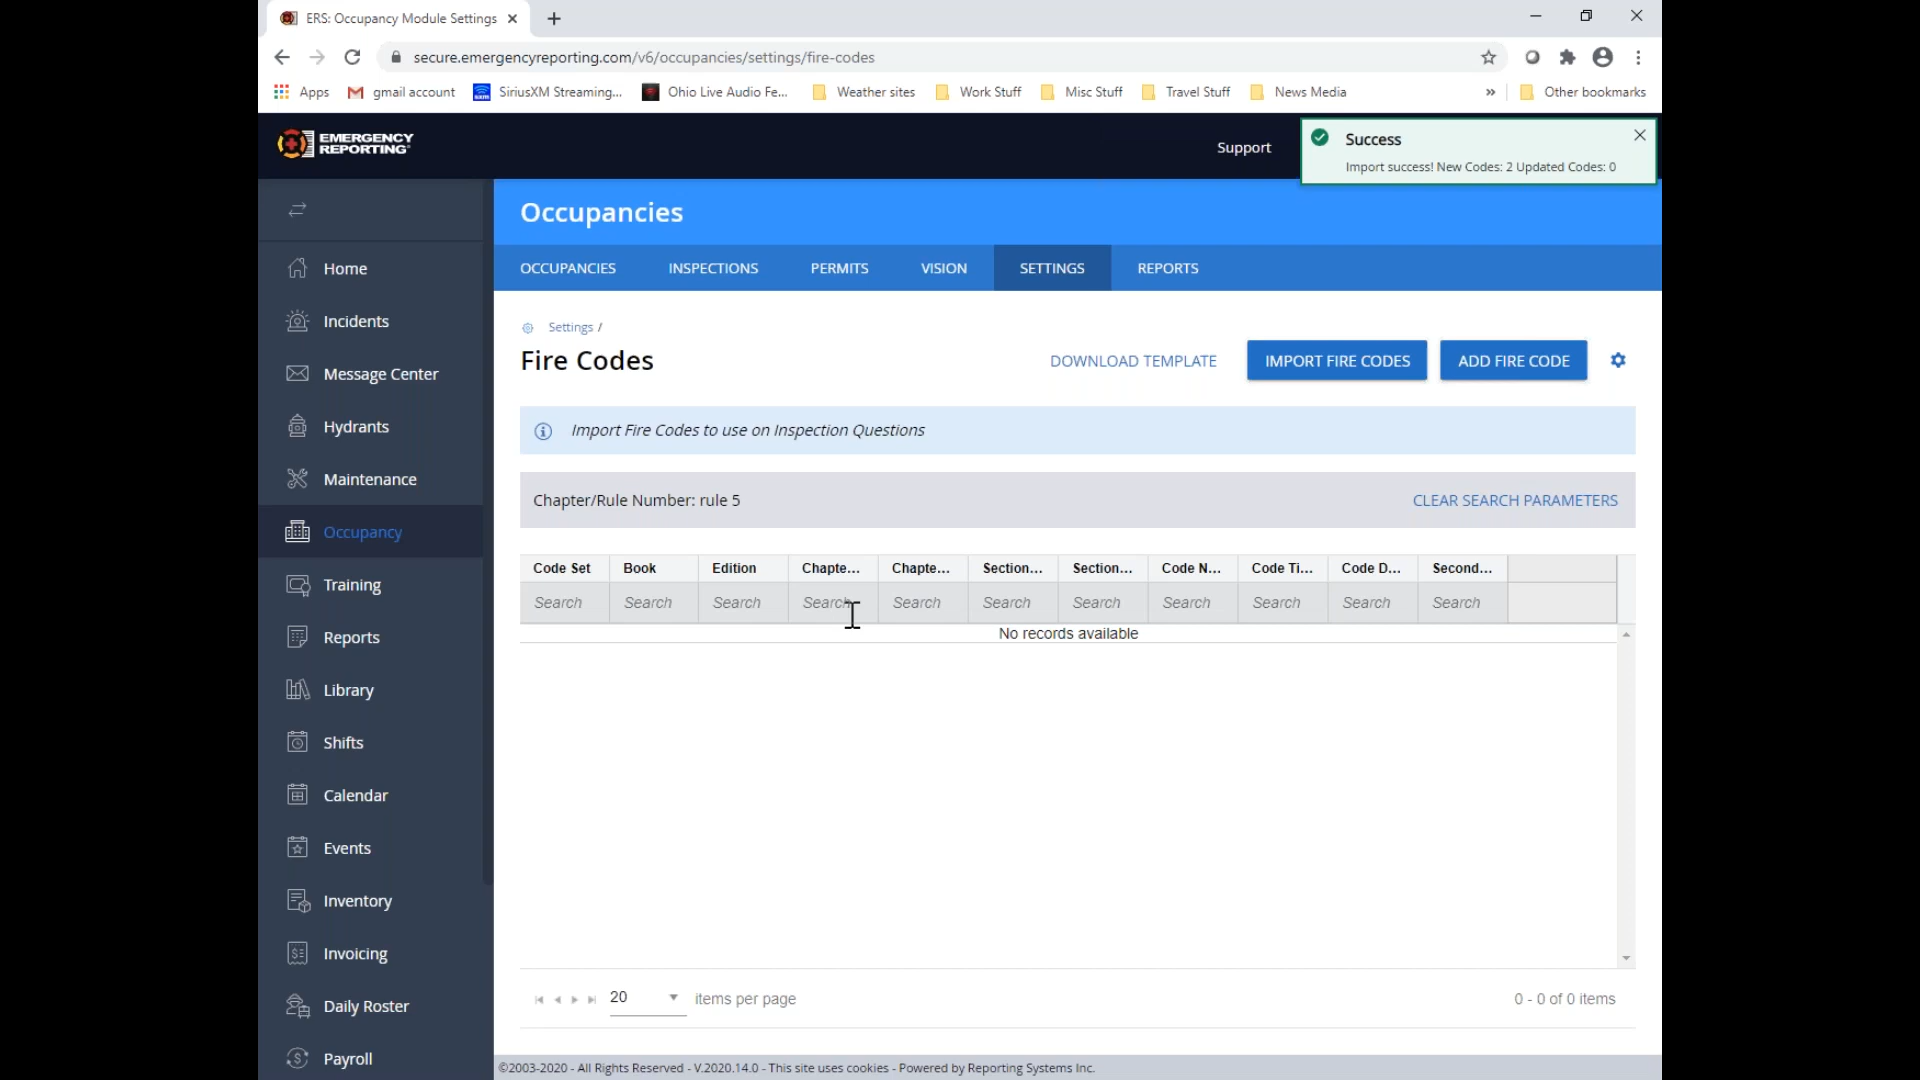 ERS: Occupancy Module Settings
secure.emergencyreporting.com/v6/occupancies/settings/fire-codes
Apps
gmail account
SiriusXM Streaming...
Ohio Live Audio Fe...
Weather sites
Work Stuff
Misc Stuff
Travel Stuff
News Media
»
Other bookmarks
EMERGENCY
REPORTING
Support
Success
Import success! New Codes: 2 Updated Codes: 0
Occupancies
OCCUPANCIES
INSPECTIONS
PERMITS
VISION
SETTINGS
REPORTS
Home
Incidents
Message Center
Hydrants
Maintenance
Occupancy
Training
Reports
Library
Shifts
Calendar
Events
Inventory
Invoicing
Daily Roster
Payroll
Settings /
Fire Codes
DOWNLOAD TEMPLATE
IMPORT FIRE CODES
ADD FIRE CODE
Import Fire Codes to use on Inspection Questions
Chapter/Rule Number: rule 5
CLEAR SEARCH PARAMETERS
Code Set Book Edition Chapte... Chapte... Section... Section... Code N... Code Ti... Code D... Second...
Search Search Search Search Search Search Search Search Search Search Search
No records available
20 items per page
0 - 0 of 0 items
©2003-2020 - All Rights Reserved - V.2020.14.0 - This site uses cookies - Powered by Reporting Systems Inc.